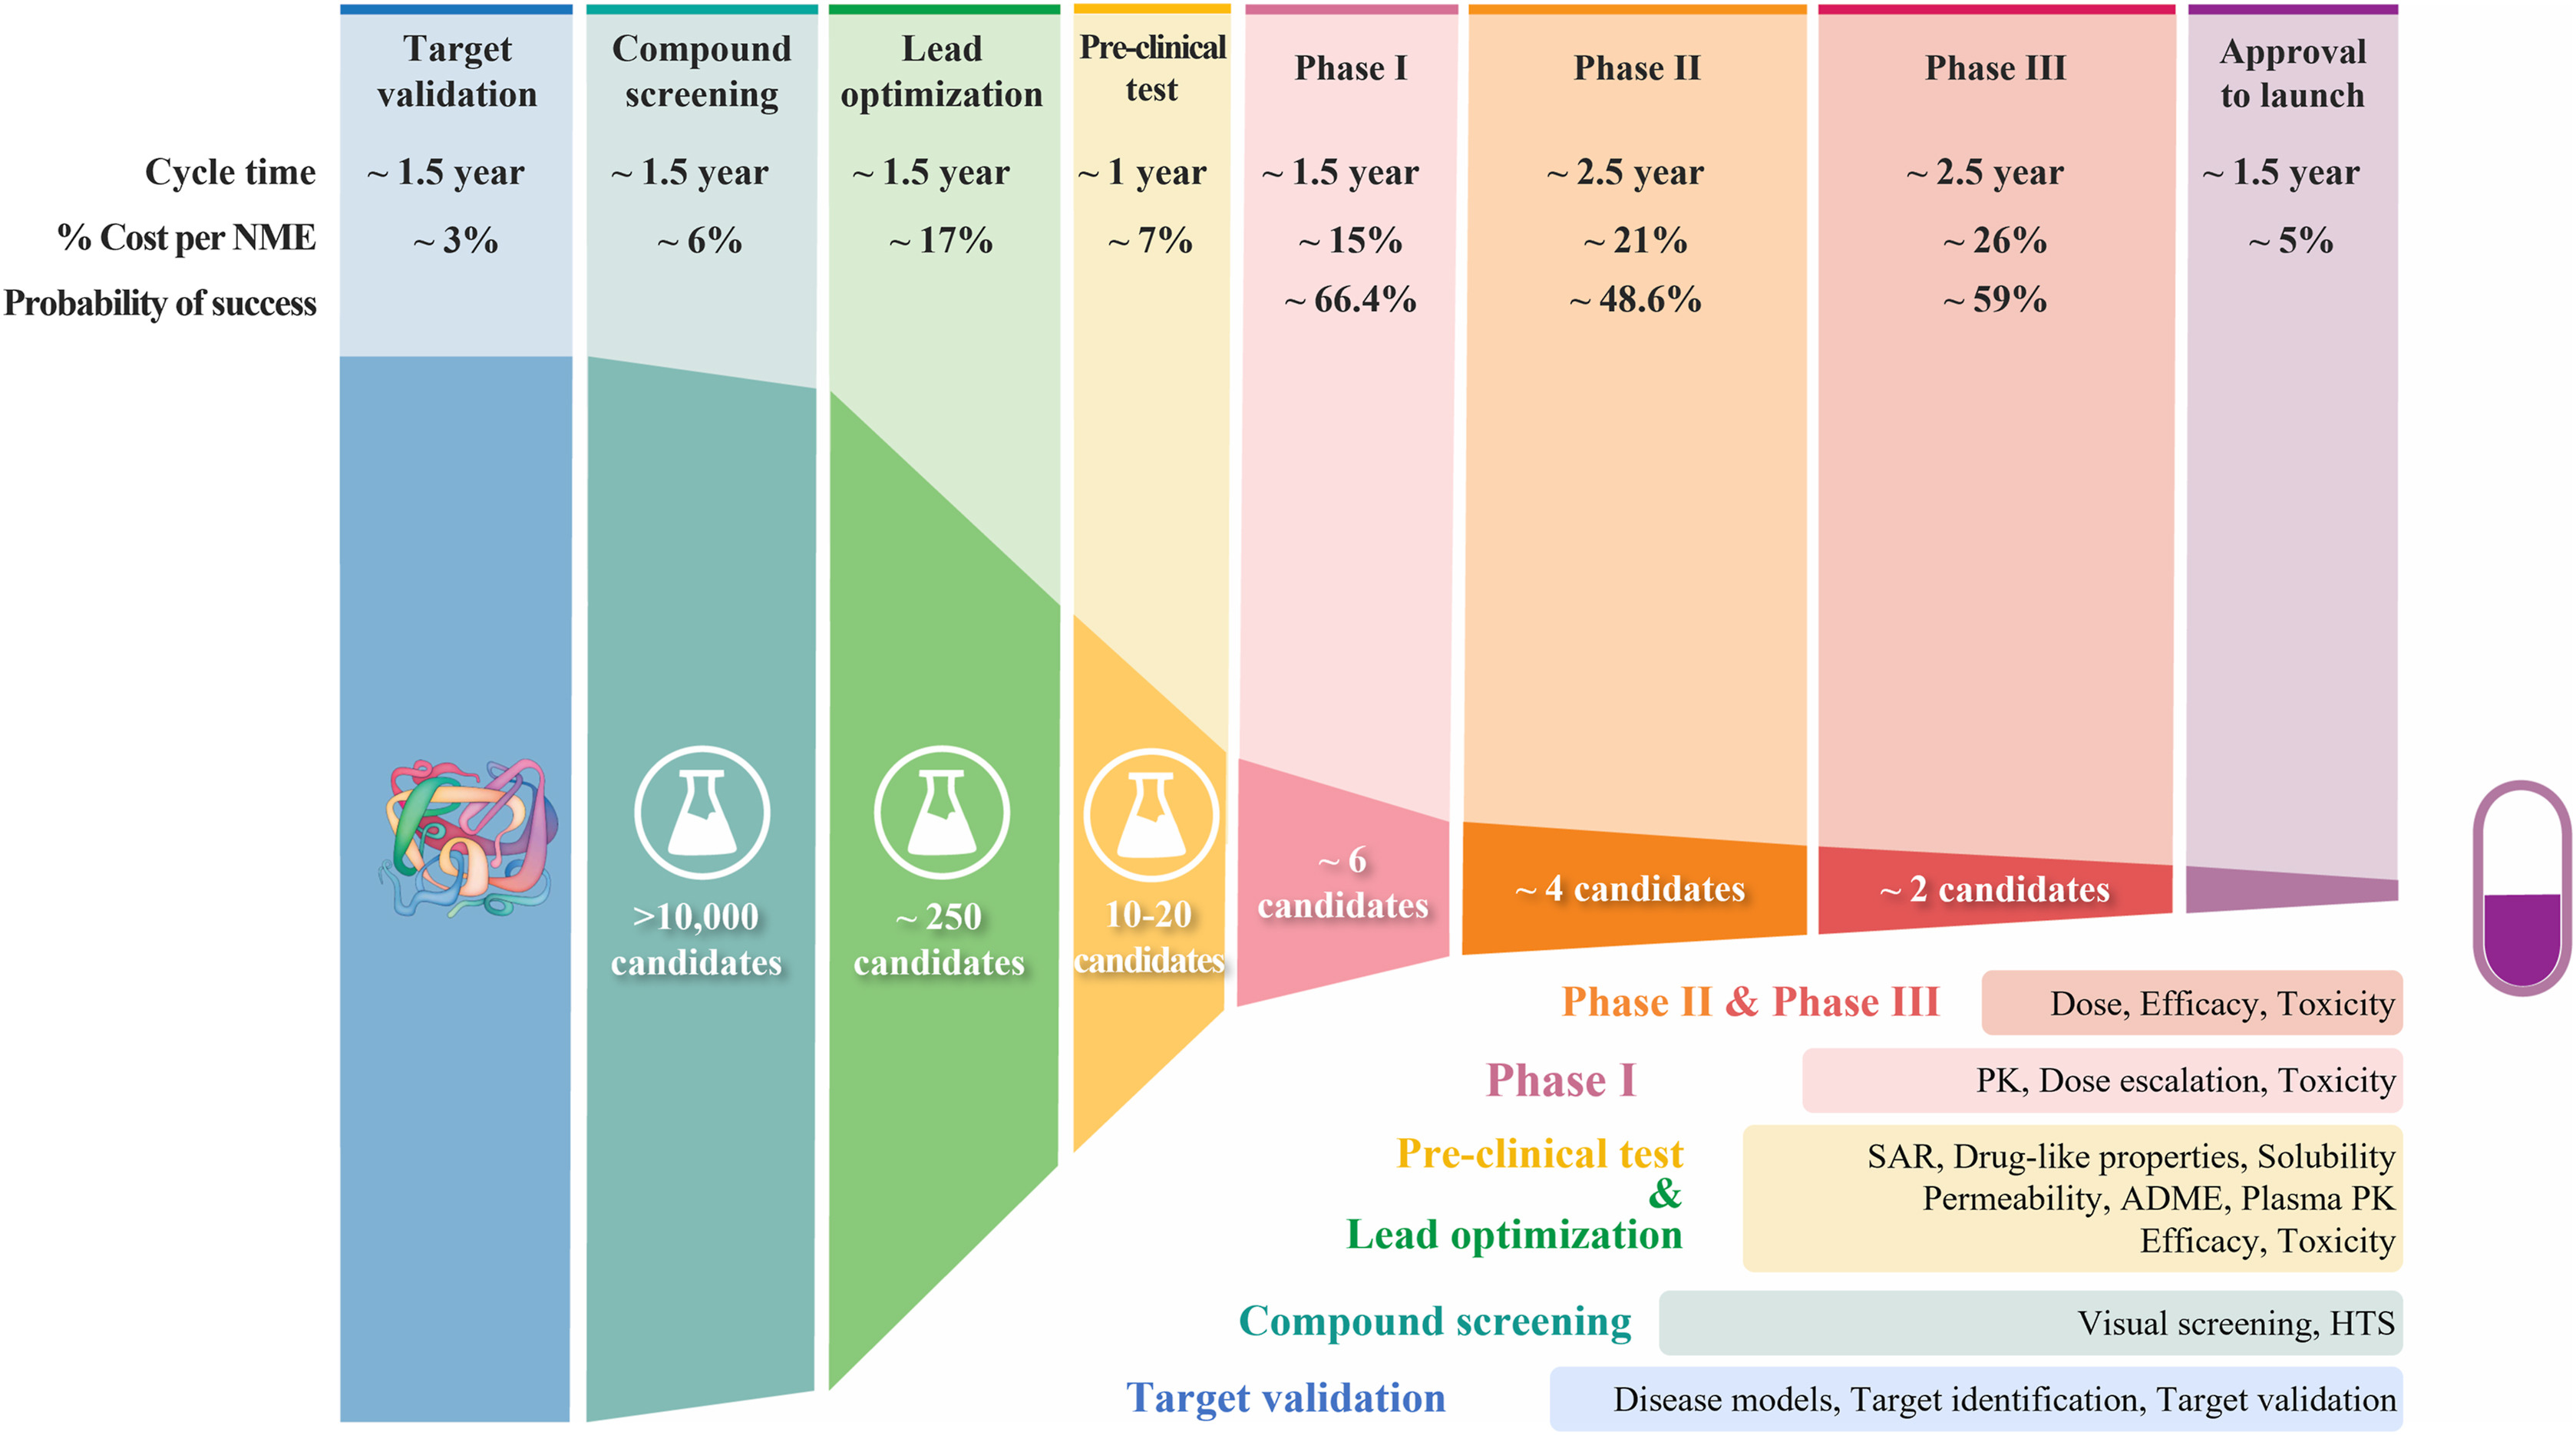 Target
validation
Compound
screening
Lead
optimization
Pre-clinical
test
Phase I
Phase II
Phase III
Approval
to launch
Cycle time
~ 1.5 year
~ 1.5 year
~ 1.5 year
~ 1 year
~ 1.5 year
~ 2.5 year
~ 2.5 year
~ 1.5 year
% Cost per NME
~ 3%
~ 6%
~ 17%
~ 7%
~ 15%
~ 21%
~ 26%
~ 5%
Probability of success
~ 66.4%
~ 48.6%
~ 59%
>10,000
candidates
~ 250
candidates
10-20
candidates
~ 6
candidates
~ 4 candidates
~ 2 candidates
Phase II & Phase III
Dose, Efficacy, Toxicity
Phase I
PK, Dose escalation, Toxicity
Pre-clinical test
&
Lead optimization
SAR, Drug-like properties, Solubility
Permeability, ADME, Plasma PK
Efficacy, Toxicity
Compound screening
Visual screening, HTS
Target validation
Disease models, Target identification, Target validation